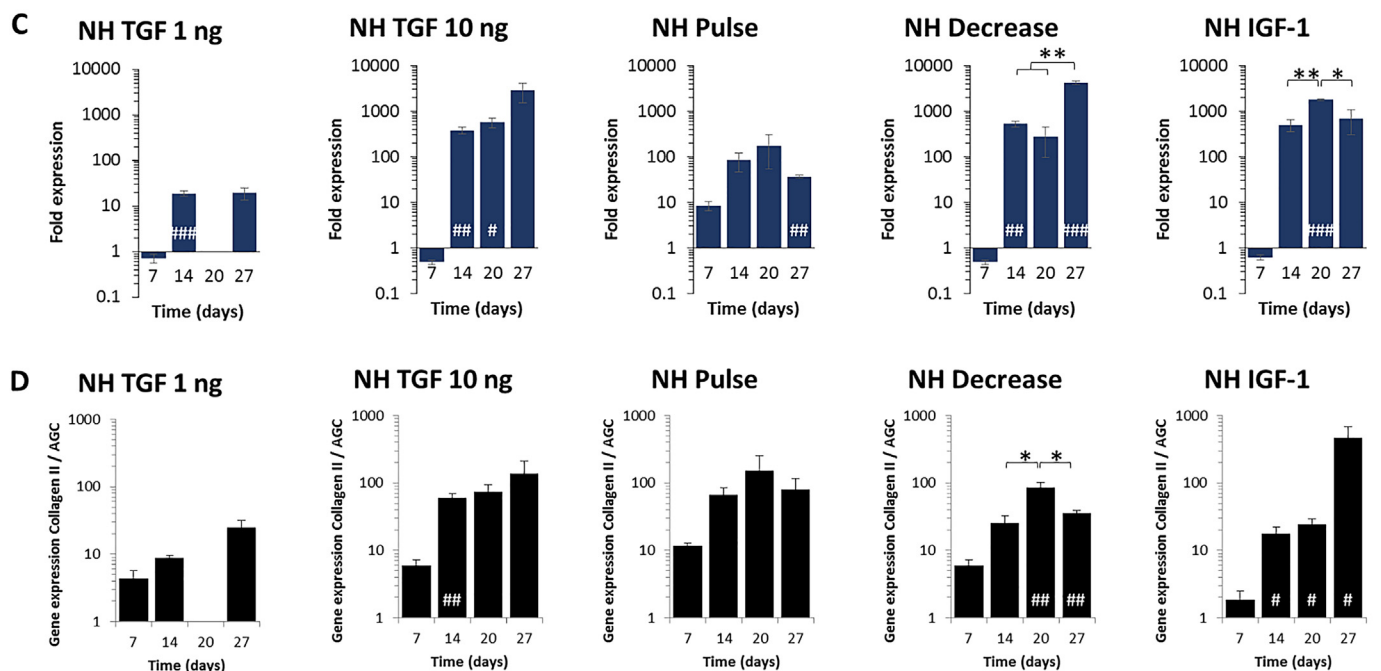 C
NH TGF 1 ng
NH TGF 10 ng
NH Pulse
NH Decrease
NH IGF-1
Fold expression
10000
1000
100
10
1
0.1
###
7 14 20 27
Time (days)
Fold expression
10000
1000
100
10
1
0.1
## #
7 14 20 27
Time (days)
Fold expression
10000
1000
100
10
1
0.1
##
7 14 20 27
Time (days)
Fold expression
10000
1000
100
10
1
0.1
**
## ###
7 14 20 27
Time (days)
Fold expression
10000
1000
100
10
1
0.1
** *
###
7 14 20 27
Time (days)
D
NH TGF 1 ng
NH TGF 10 ng
NH Pulse
NH Decrease
NH IGF-1
Gene expression Collagen II / AGC
1000
100
10
1
7 14 20 27
Time (days)
Gene expression Collagen II / AGC
1000
100
10
1
##
7 14 20 27
Time (days)
Gene expression Collagen II / AGC
1000
100
10
1
7 14 20 27
Time (days)
Gene expression Collagen II / AGC
1000
100
10
1
* *
## ##
7 14 20 27
Time (days)
Gene expression Collagen II / AGC
1000
100
10
1
# # #
7 14 20 27
Time (days)